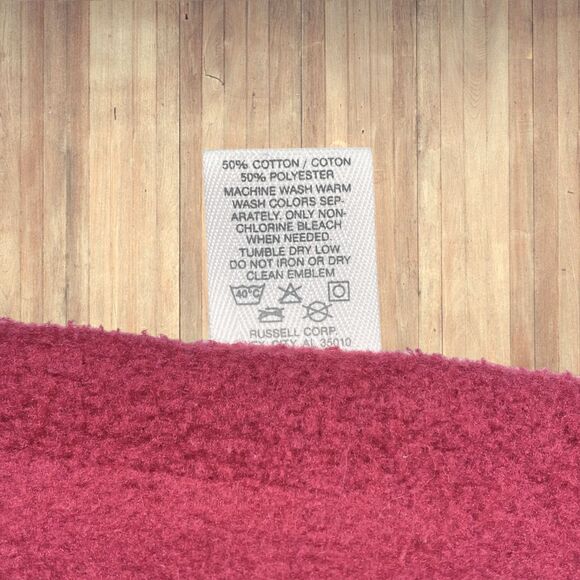 50% COTTON / COTON
50% POLYESTER
MACHINE WASH WARM
WASH COLORS SEP-
ARATELY. ONLY NON-
CHLORINE BLEACH
WHEN NEEDED.
TUMBLE DRY LOW
DO NOT IRON OR DRY
CLEAN EMBLEM
40°C
RUSSELL CORP.
CITY, AL 35010